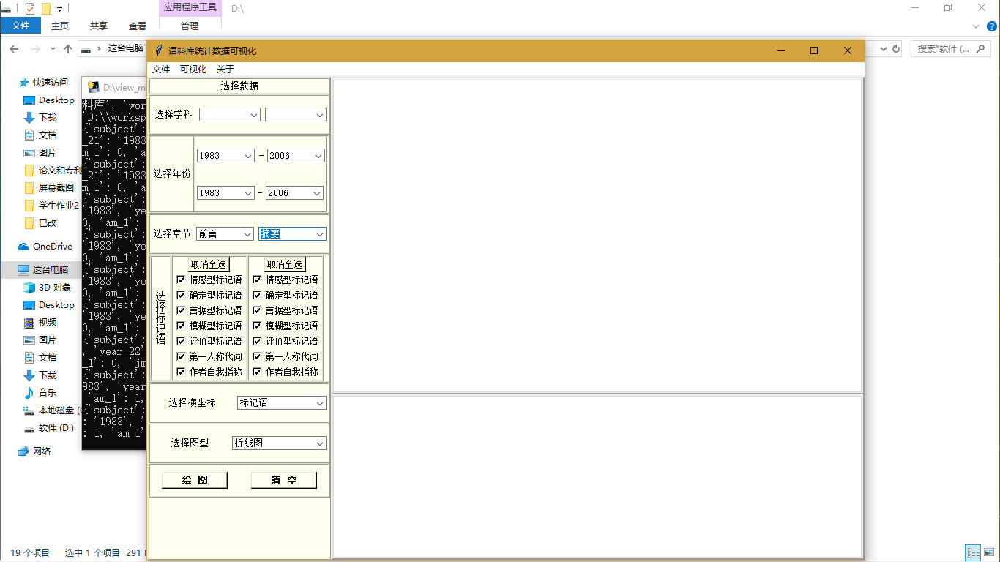 应用程序工具 D:\
文件 主页 共享 查看 管理
这台电脑
搜索"软件 (...
快速访问
Desktop
下载
文档
图片
论文和专利
屏幕截图
学生作业2
已改
OneDrive
这台电脑
3D 对象
Desktop
视频
图片
文档
下载
音乐
本地磁盘 (
软件 (D:)
网络
19 个项目 选中 1 个项目 291
D:\view_m
料库', 'wor
'D:\\worksp
{'subject':
_21': '1983
m_1': 0, 'a
{'subject':
_21': '1983
m_1': 0, 'a
{'subject':
'1983', 'ye
0, 'am_1':
{'subject':
'1983', 'ye
0, 'am_1':
{'subject':
'1983', 'ye
0, 'am_1':
{'subject':
'1983', 'ye
0, 'am_1':
{'subject':
, 'year_22'
_1': 0, 'jm
{'subject':
983', 'year
'am_1': 1,
{'subject':
: '1983', '
: 1, 'am_1'
语料库统计数据可视化
文件 可视化 关于
选择数据
选择学科
选择年份
1983 - 2006
1983 - 2006
选择章节 前言 摘要
选择标记语
取消全选 取消全选
情感型标记语 情感型标记语
确定型标记语 确定型标记语
言据型标记语 言据型标记语
模糊型标记语 模糊型标记语
评价型标记语 评价型标记语
第一人称代词 第一人称代词
作者自我指称 作者自我指称
选择横坐标 标记语
选择图型 折线图
绘 图 清 空